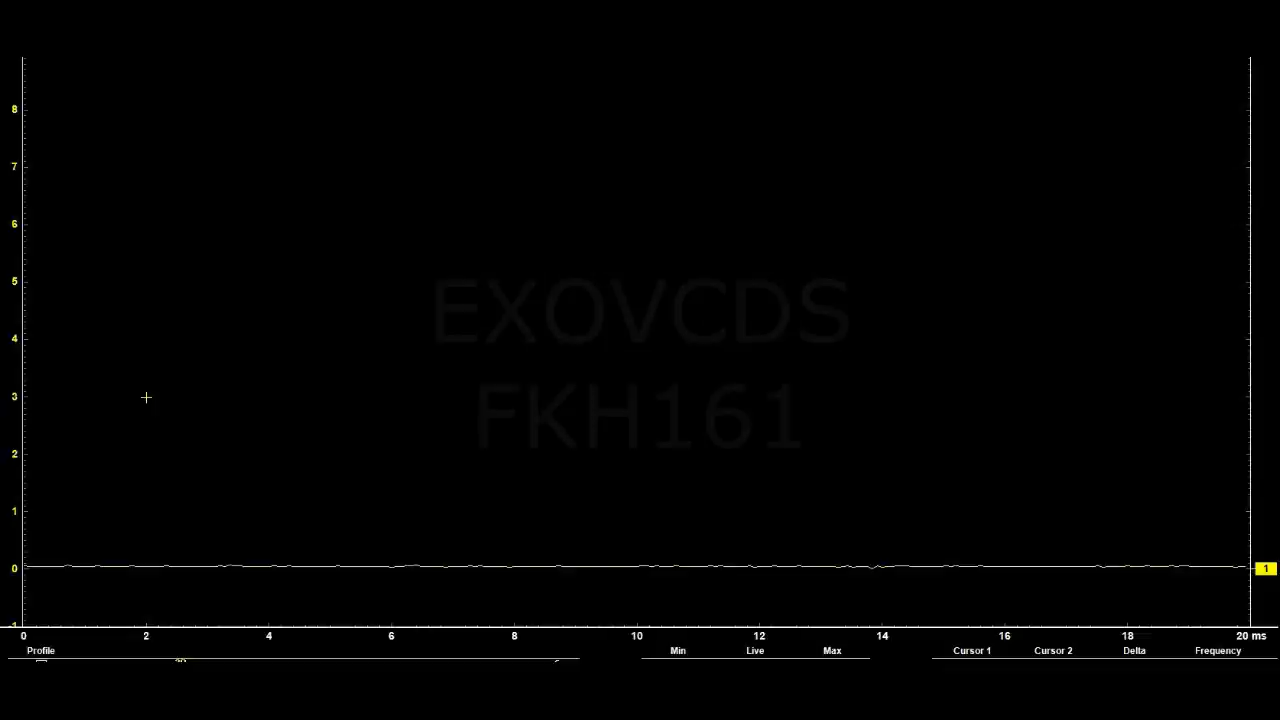 8
7
6
5
4
3
2
1
0
-1
EXOVCDS
FKH161
1
0 2 4 6 8 10 12 14 16 18 20 ms
Profile Min Live Max Cursor 1 Cursor 2 Delta Frequency